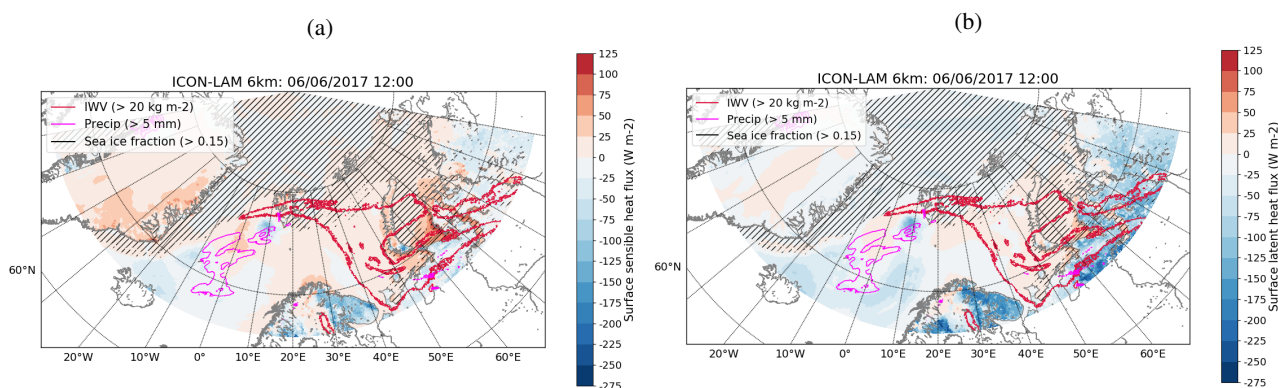 (a)
ICON-LAM 6km: 06/06/2017 12:00
IWV (> 20 kg m-2)
Precip (> 5 mm)
Sea ice fraction (> 0.15)
60°N
20°W
10°W
0°
10°E
20°E
30°E
40°E
50°E
60°E
125
100
75
50
25
0
-25
-50
-75
-100
-125
-150
-175
-200
-225
-250
-275
Surface sensible heat flux (W m-2)
(b)
ICON-LAM 6km: 06/06/2017 12:00
IWV (> 20 kg m-2)
Precip (> 5 mm)
Sea ice fraction (> 0.15)
60°N
20°W
10°W
0°
10°E
20°E
30°E
40°E
50°E
60°E
125
100
75
50
25
0
-25
-50
-75
-100
-125
-150
-175
-200
-225
-250
-275
Surface latent heat flux (W m-2)